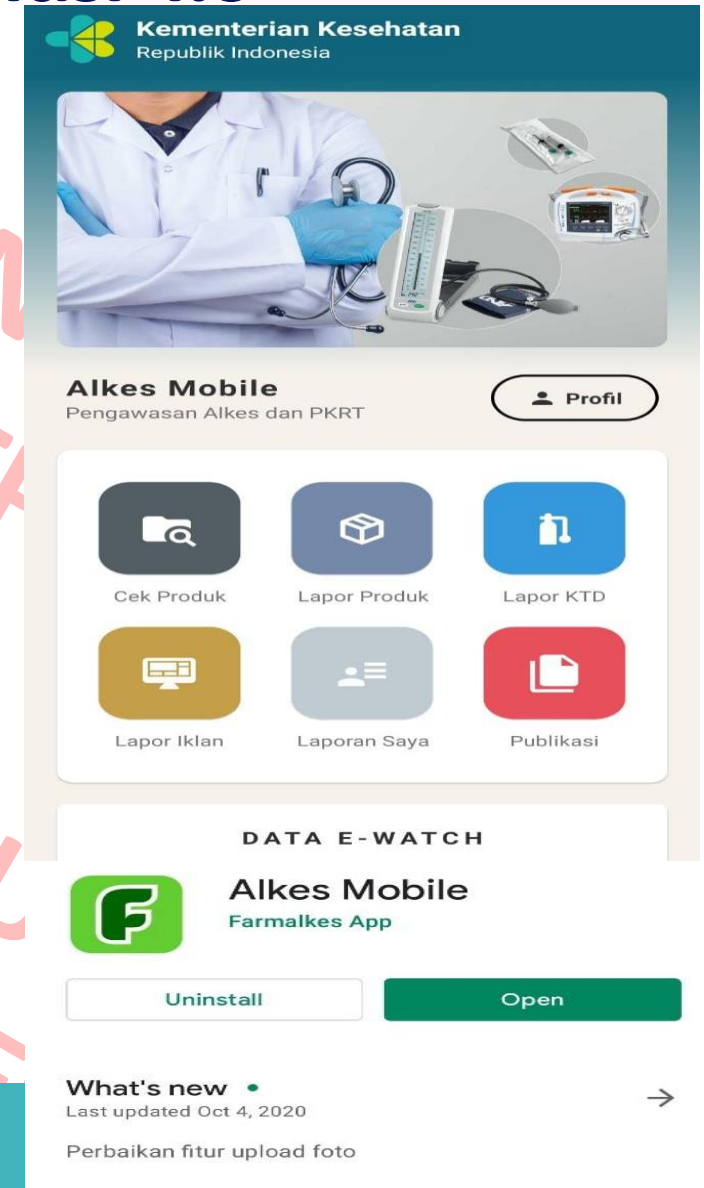 Kementerian Kesehatan
Republik Indonesia
Alkes Mobile
Pengawasan Alkes dan PKRT
Profil
Cek Produk
Lapor Produk
Lapor KTD
Lapor Iklan
Laporan Saya
Publikasi
DATA E-WATCH
Alkes Mobile
Farmalkes App
Uninstall
Open
What's new
Last updated Oct 4, 2020
Perbaikan fitur upload foto